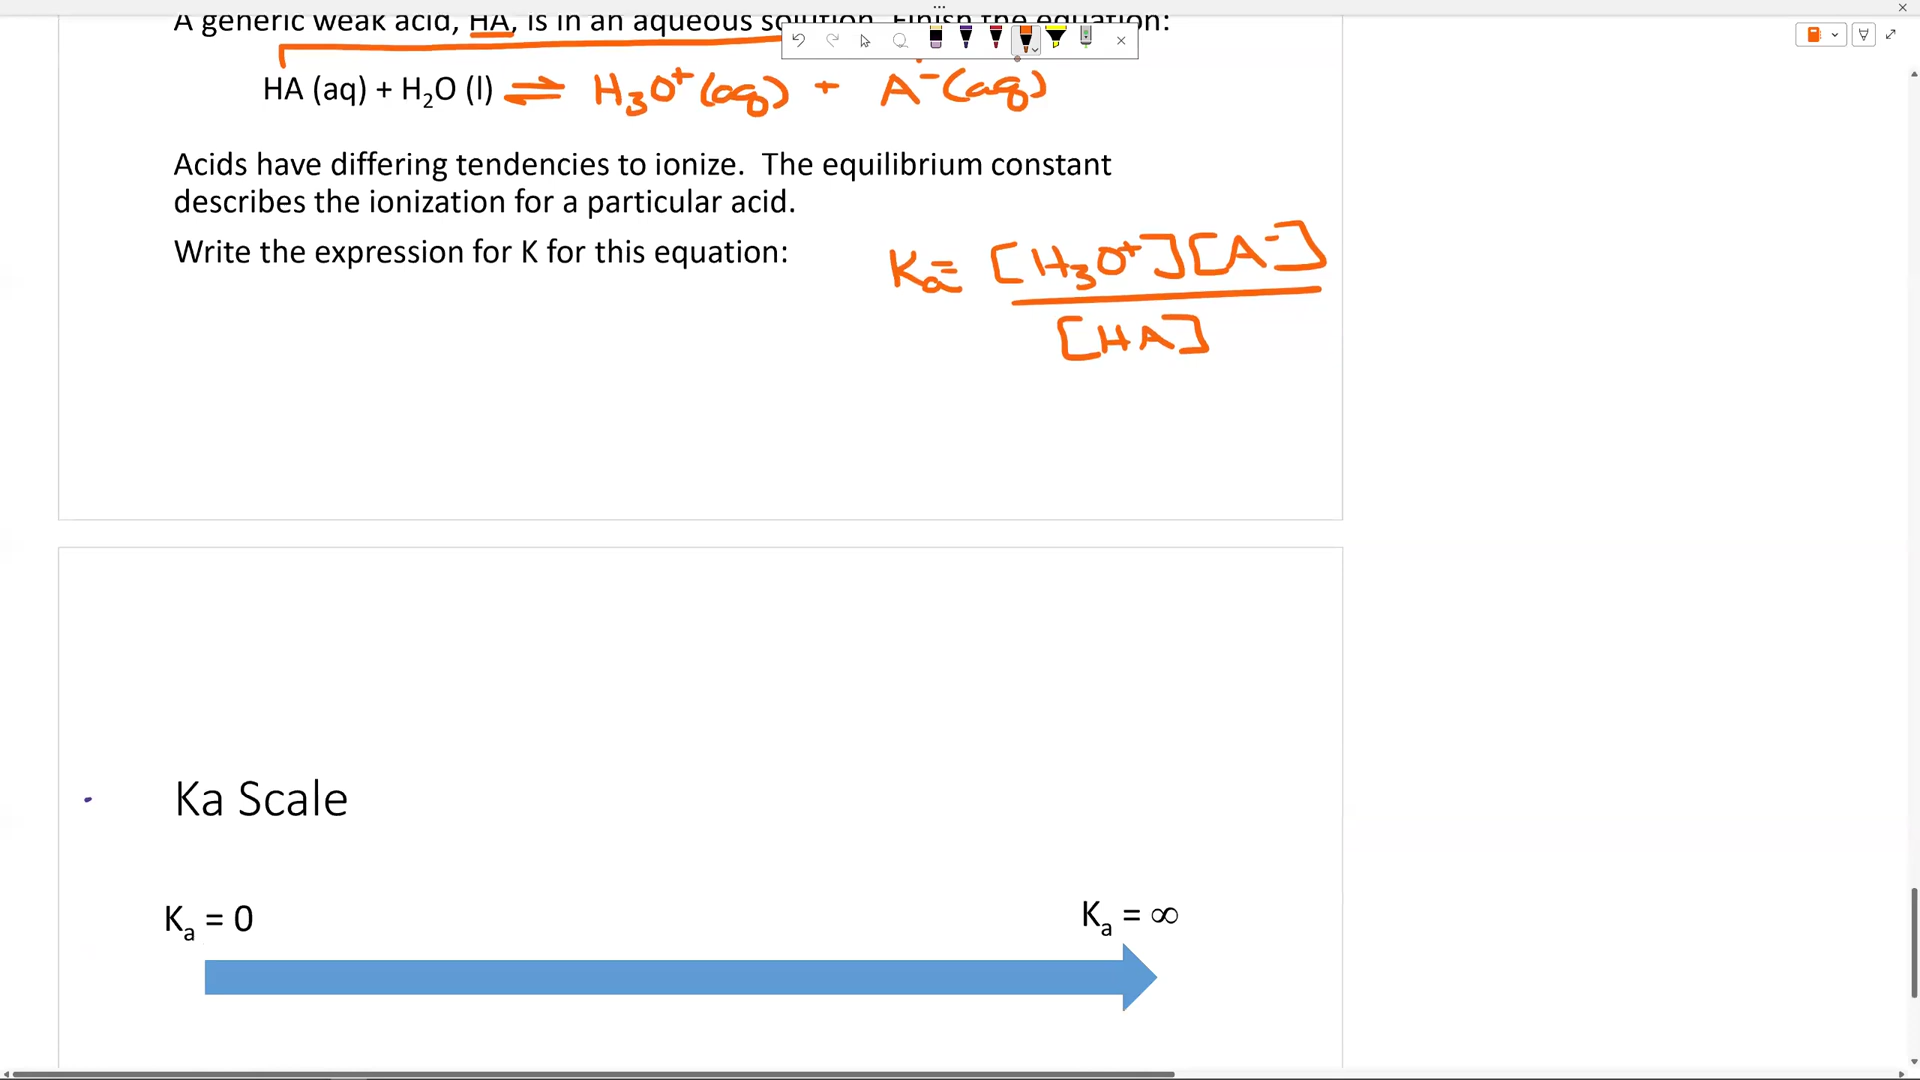 A generic weak acid, HA, is in an aqueous solution. Finish the equation:
HA (aq) + H₂O (l) ⇌ H₃O⁺(aq) + A⁻(aq)
Acids have differing tendencies to ionize. The equilibrium constant
describes the ionization for a particular acid.
Write the expression for K for this equation:
Kₐ= [H₃O⁺][A⁻]
[HA]
Ka Scale
Kₐ = 0
Kₐ = ∞